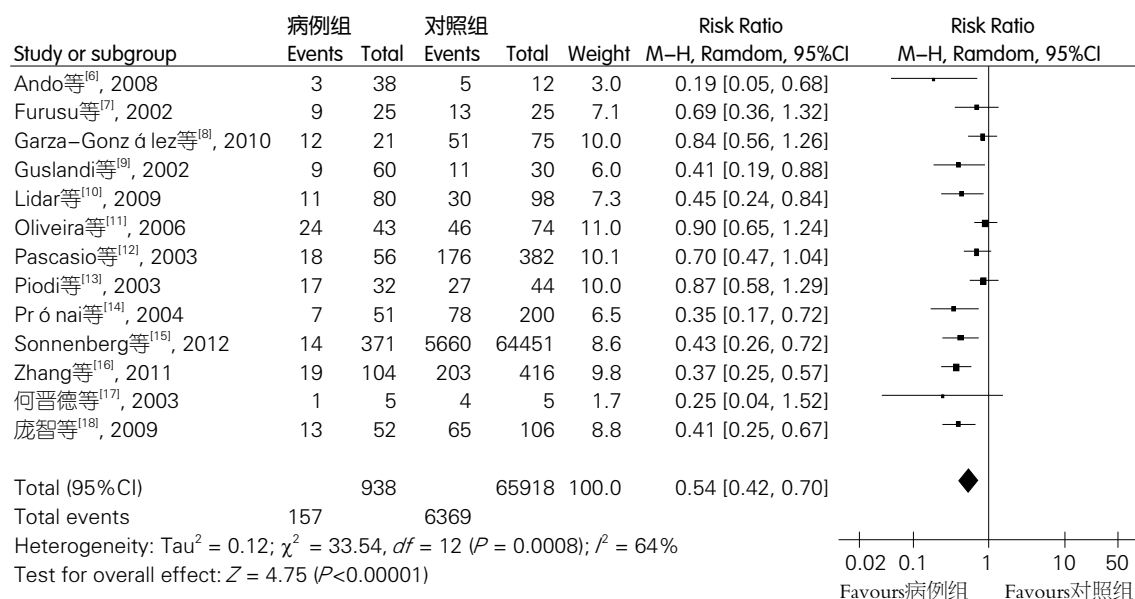 病例组 对照组 Risk Ratio Risk Ratio
Study or subgroup Events Total Events Total Weight M–H, Ramdom, 95%CI M–H, Ramdom, 95%CI
Ando等[6], 2008 3 38 5 12 3.0 0.19 [0.05, 0.68]
Furusu等[7], 2002 9 25 13 25 7.1 0.69 [0.36, 1.32]
Garza–Gonz á lez等[8], 2010 12 21 51 75 10.0 0.84 [0.56, 1.26]
Guslandi等[9], 2002 9 60 11 30 6.0 0.41 [0.19, 0.88]
Lidar等[10], 2009 11 80 30 98 7.3 0.45 [0.24, 0.84]
Oliveira等[11], 2006 24 43 46 74 11.0 0.90 [0.65, 1.24]
Pascasio等[12], 2003 18 56 176 382 10.1 0.70 [0.47, 1.04]
Piodi等[13], 2003 17 32 27 44 10.0 0.87 [0.58, 1.29]
Pr ó nai等[14], 2004 7 51 78 200 6.5 0.35 [0.17, 0.72]
Sonnenberg等[15], 2012 14 371 5660 64451 8.6 0.43 [0.26, 0.72]
Zhang等[16], 2011 19 104 203 416 9.8 0.37 [0.25, 0.57]
何晋德等[17], 2003 1 5 4 5 1.7 0.25 [0.04, 1.52]
庞智等[18], 2009 13 52 65 106 8.8 0.41 [0.25, 0.67]
Total (95%CI) 938 65918 100.0 0.54 [0.42, 0.70]
Total events 157 6369
Heterogeneity: Tau² = 0.12; χ² = 33.54, df = 12 (P = 0.0008); I² = 64%
Test for overall effect: Z = 4.75 (P<0.00001)
0.02 0.1 1 10 50
Favours病例组 Favours对照组